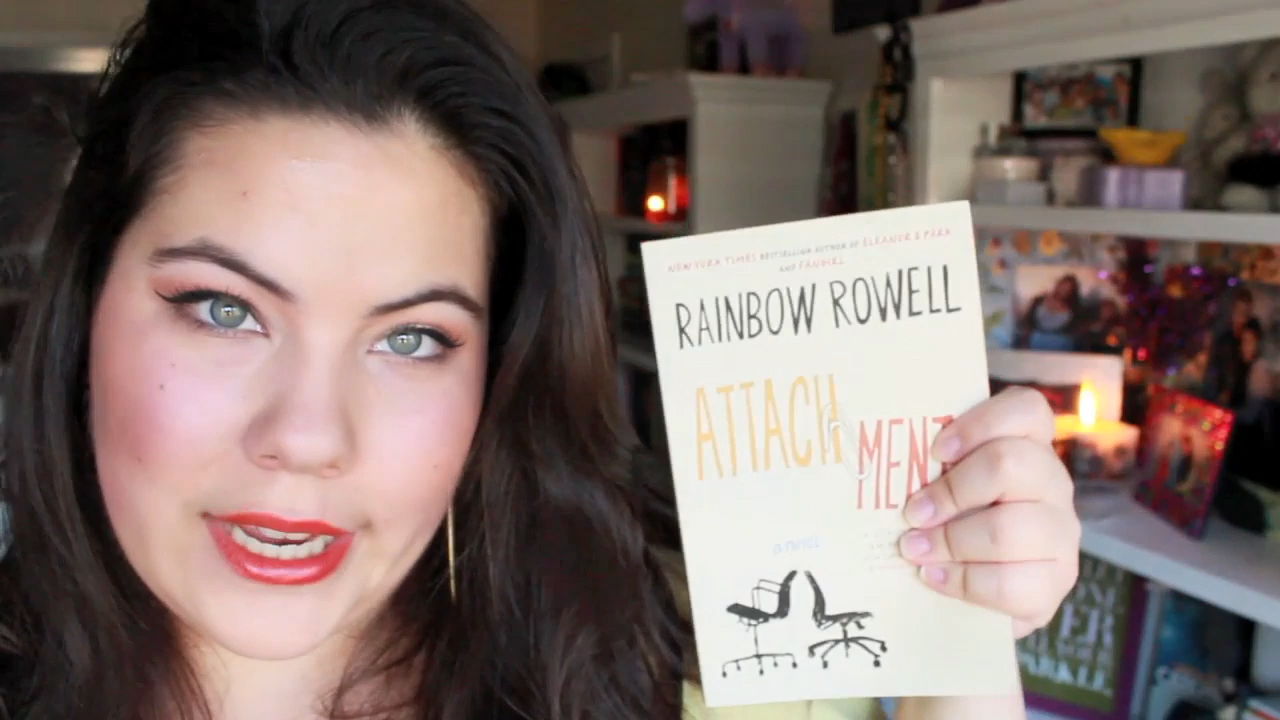 NEW YORK TIMES BESTSELLING AUTHOR OF ELEANOR & PARK
AND FANGIRL
RAINBOW ROWELL
ATTACH
MENT
a novel